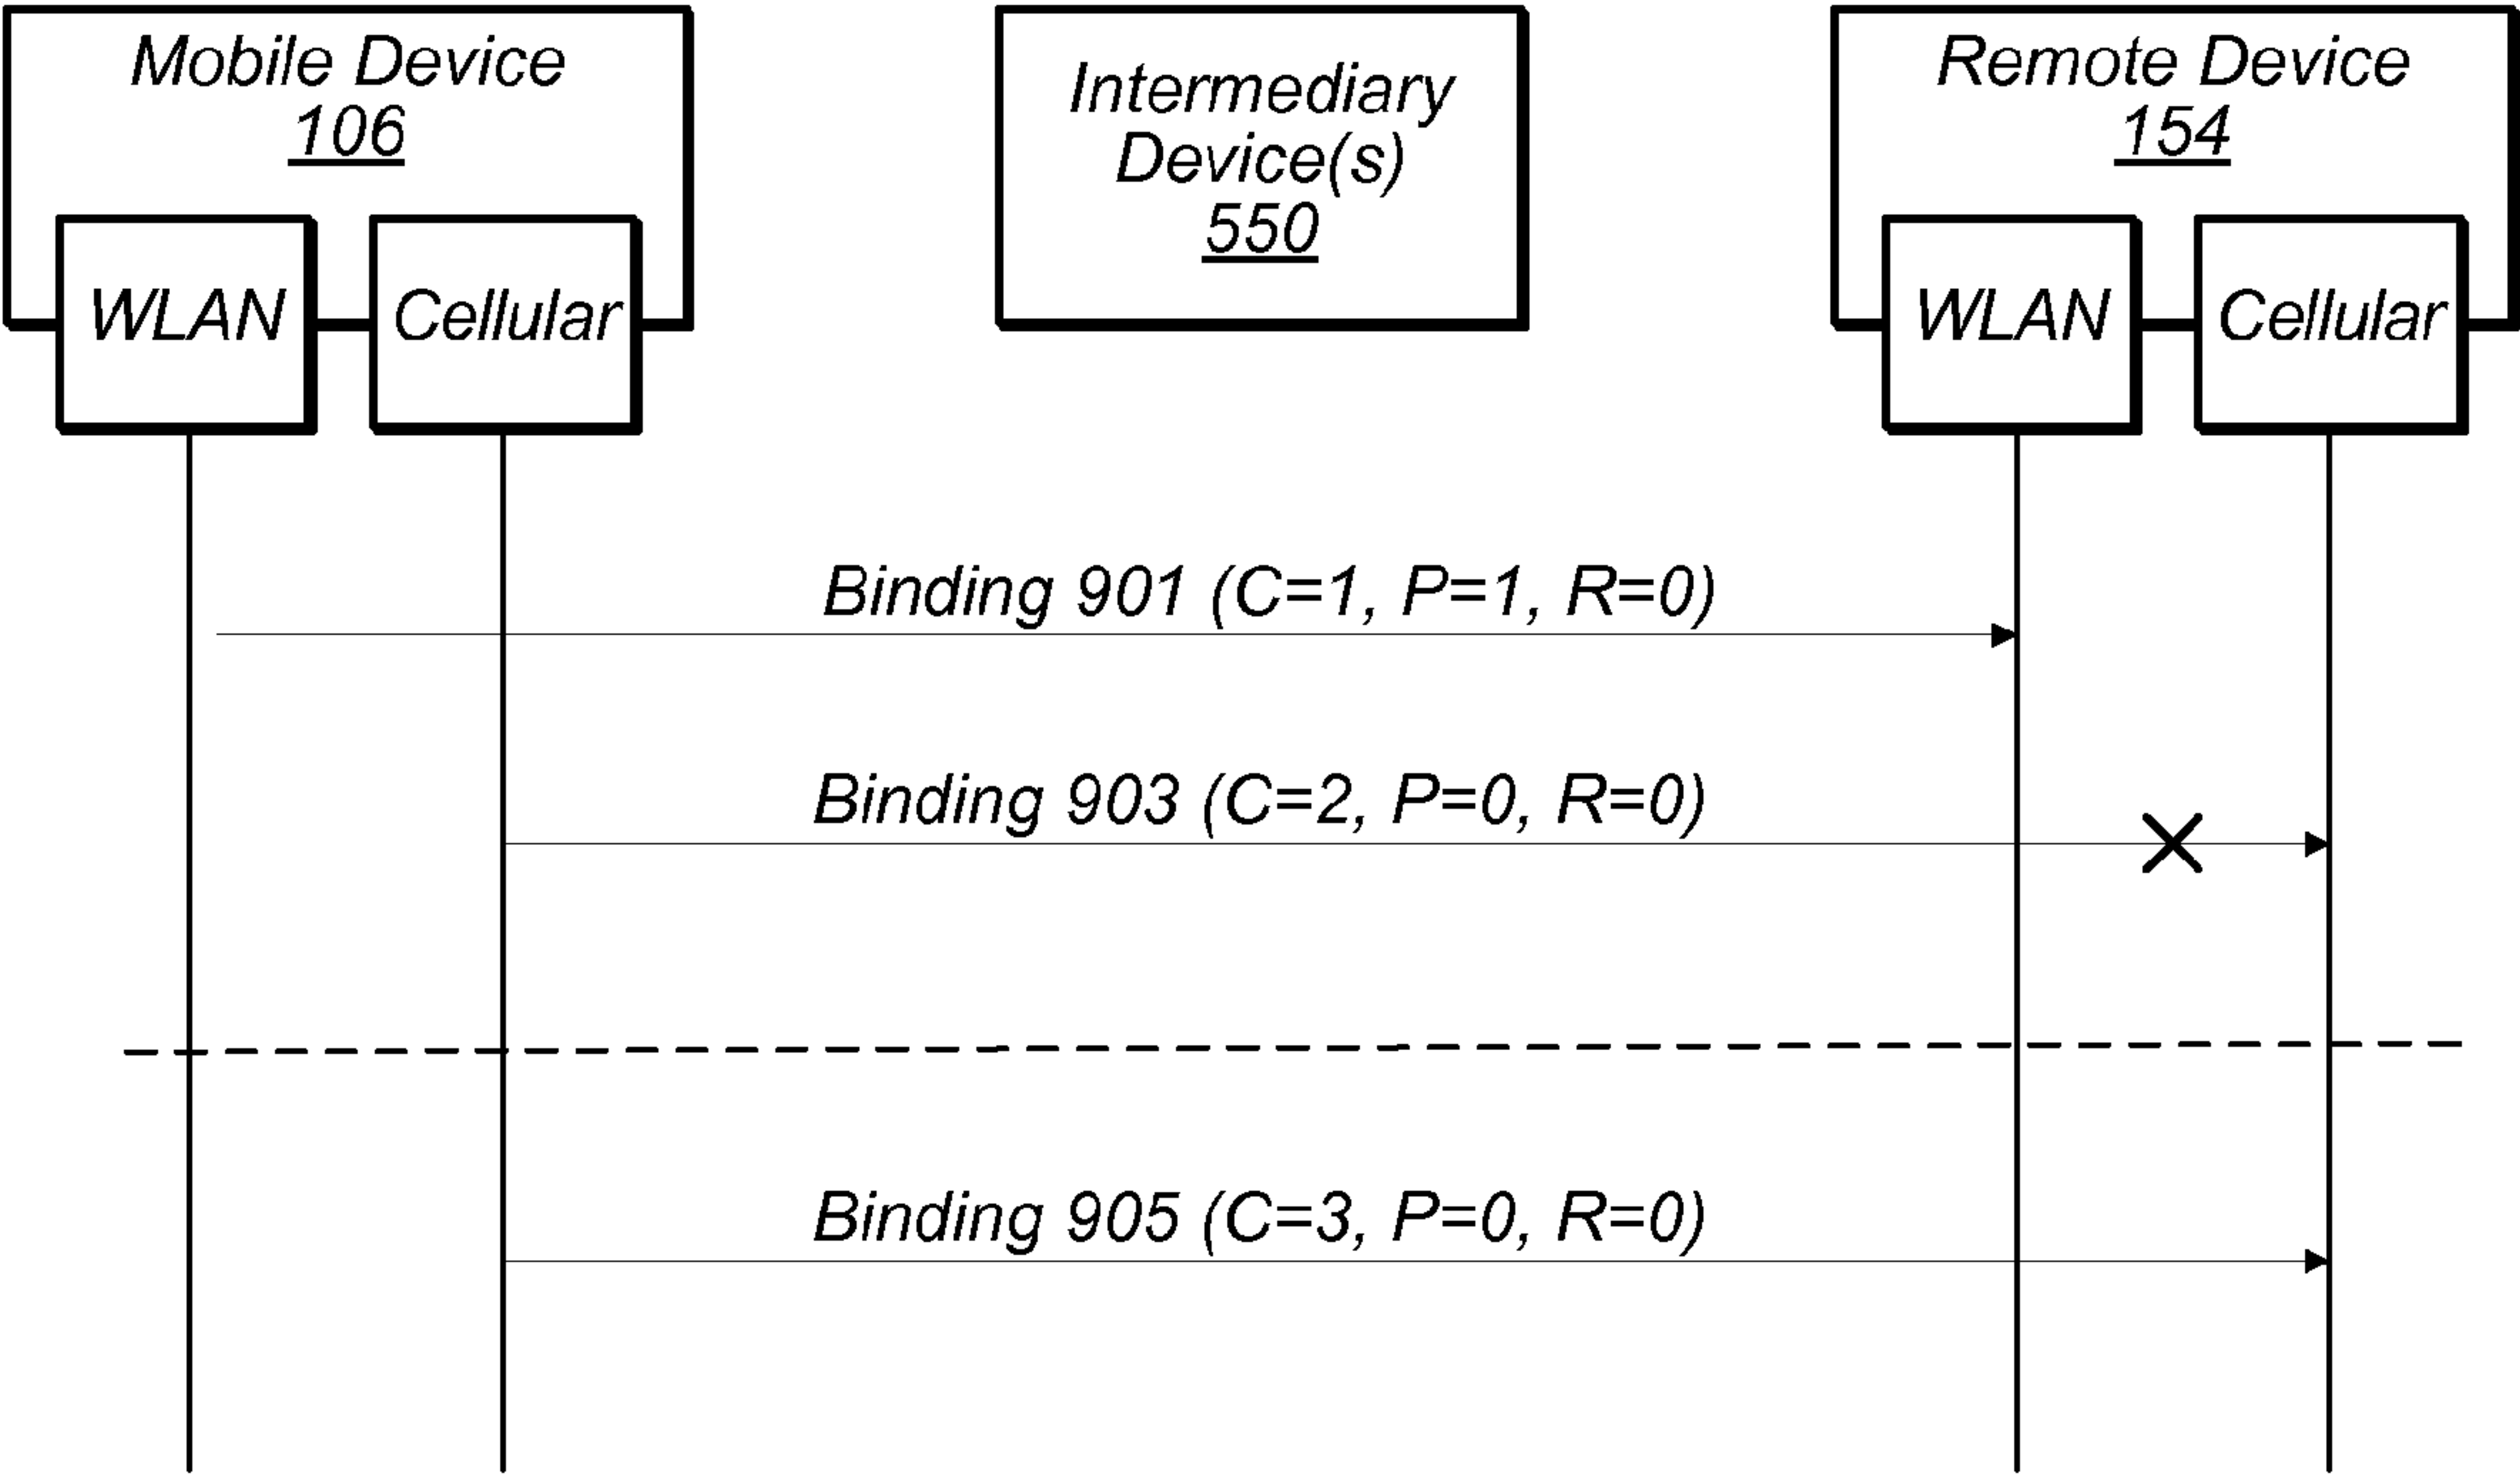 Mobile Device
106
WLAN
Cellular
Intermediary
Device(s)
550
Remote Device
154
WLAN
Cellular
Binding 901 (C=1, P=1, R=0)
Binding 903 (C=2, P=0, R=0)
Binding 905 (C=3, P=0, R=0)